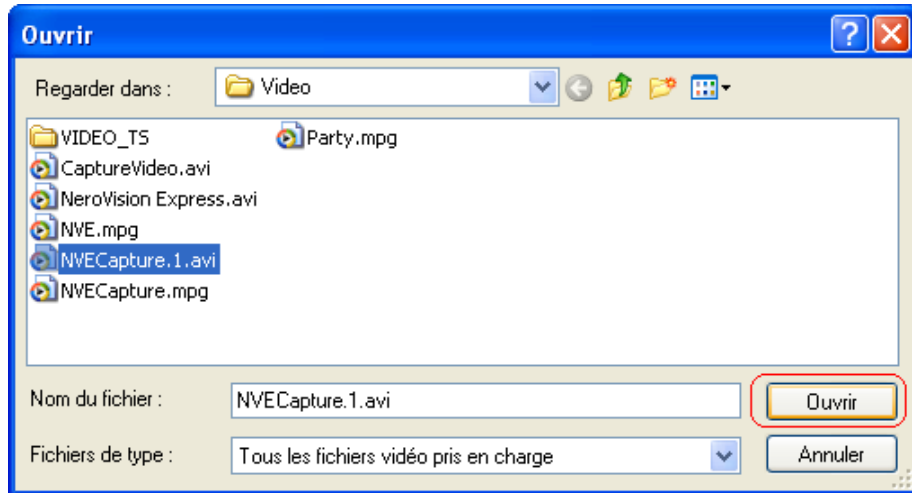 Ouvrir
Regarder dans : Video
VIDEO_TS Party.mpg
CaptureVideo.avi
NeroVision Express.avi
NVE.mpg
NVECapture.1.avi
NVECapture.mpg
Nom du fichier : NVECapture.1.avi Ouvrir
Fichiers de type : Tous les fichiers vidéo pris en charge Annuler